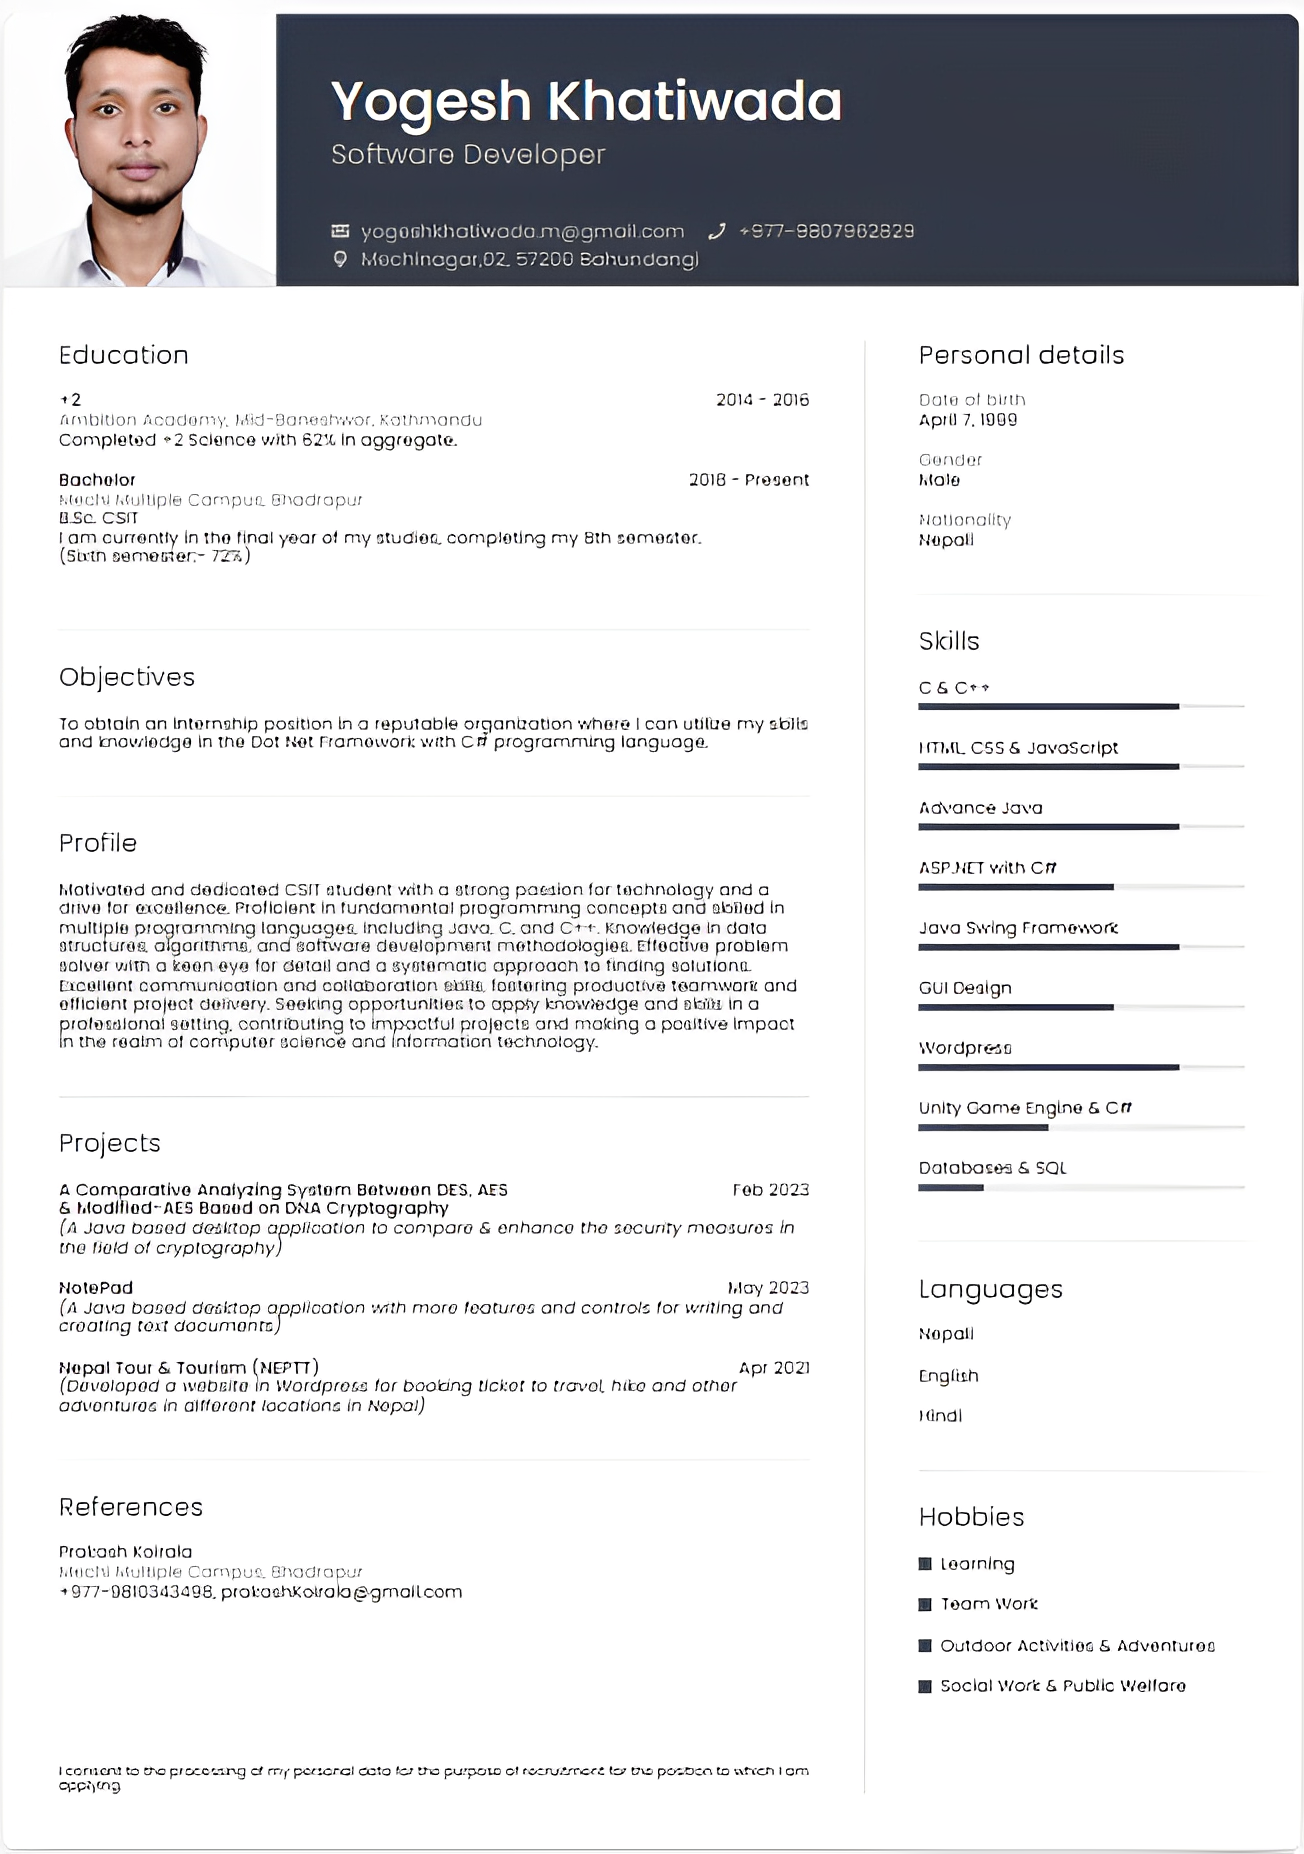 Yogesh Khatiwada
Software Developer
yogeshkhatiwada.m@gmail.com +977-9807962829
Mechinagar,02, 57200 Bahundangi
Education
+2 2014 - 2016
Ambition Academy, Mid-Baneshwor, Kathmandu
Completed +2 Science with 62% in aggregate.
Bachelor 2018 - Present
Mechi Multiple Campus, Bhadrapur
B.Sc. CSIT
I am currently in the final year of my studies, completing my 8th semester.
(Sixth semester:- 72%)
Objectives
To obtain an internship position in a reputable organization where I can utilize my skills
and knowledge in the Dot Net Framework with C# programming language.
Profile
Motivated and dedicated CSIT student with a strong passion for technology and a
drive for excellence. Proficient in fundamental programming concepts and skilled in
multiple programming languages, including Java, C, and C++. Knowledge in data
structures, algorithms, and software development methodologies. Effective problem
solver with a keen eye for detail and a systematic approach to finding solutions.
Excellent communication and collaboration skills, fostering productive teamwork and
efficient project delivery. Seeking opportunities to apply knowledge and skills in a
professional setting, contributing to impactful projects and making a positive impact
in the realm of computer science and information technology.
Projects
A Comparative Analyzing System Between DES, AES Feb 2023
& Modified-AES Based on DNA Cryptography
(A Java based desktop application to compare & enhance the security measures in
the field of cryptography)
NotePad May 2023
(A Java based desktop application with more features and controls for writing and
creating text documents)
Nepal Tour & Tourism (NEPTT) Apr 2021
(Developed a website in Wordpress for booking ticket to travel, hike and other
adventures in different locations in Nepal)
References
Prakash Koirala
Mechi Multiple Campus, Bhadrapur
+977-9810343498, prakashkoirala@gmail.com
I consent to the processing of my personal data for the purpose of recruitment for the position to which I am
applying.
Personal details
Date of birth
April 7, 1999
Gender
Male
Nationality
Nepali
Skills
C & C++
HTML, CSS & JavaScript
Advance Java
ASP.NET with C#
Java Swing Framework
GUI Design
Wordpress
Unity Game Engine & C#
Databases & SQL
Languages
Nepali
English
Hindi
Hobbies
Learning
Team Work
Outdoor Activities & Adventures
Social Work & Public Welfare